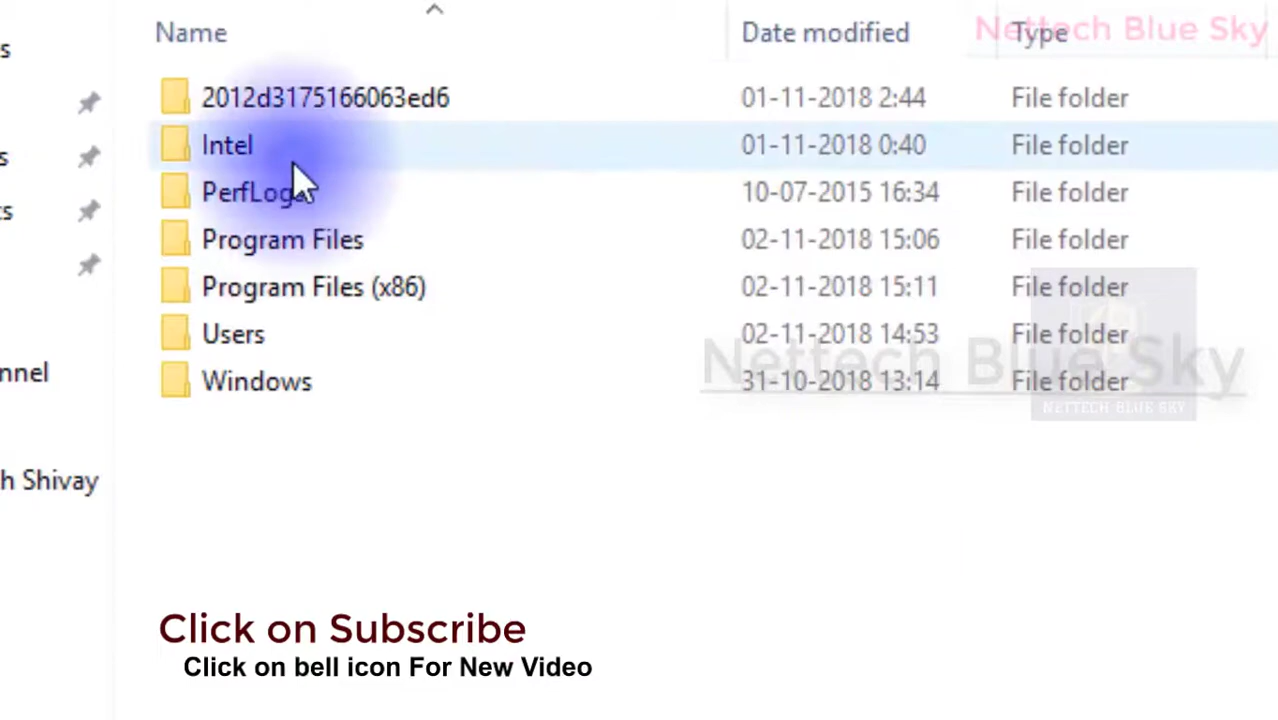 Name Date modified Type
Nettech Blue Sky
s
2012d3175166063ed6 01-11-2018 2:44 File folder
s Intel 01-11-2018 0:40 File folder
ts PerfLogs 10-07-2015 16:34 File folder
Program Files 02-11-2018 15:06 File folder
Program Files (x86) 02-11-2018 15:11 File folder
Users 02-11-2018 14:53 File folder
Nettech Blue Sky
nnel Windows 31-10-2018 13:14 File folder
NETTECH BLUE SKY
h Shivay
Click on Subscribe
Click on bell icon For New Video